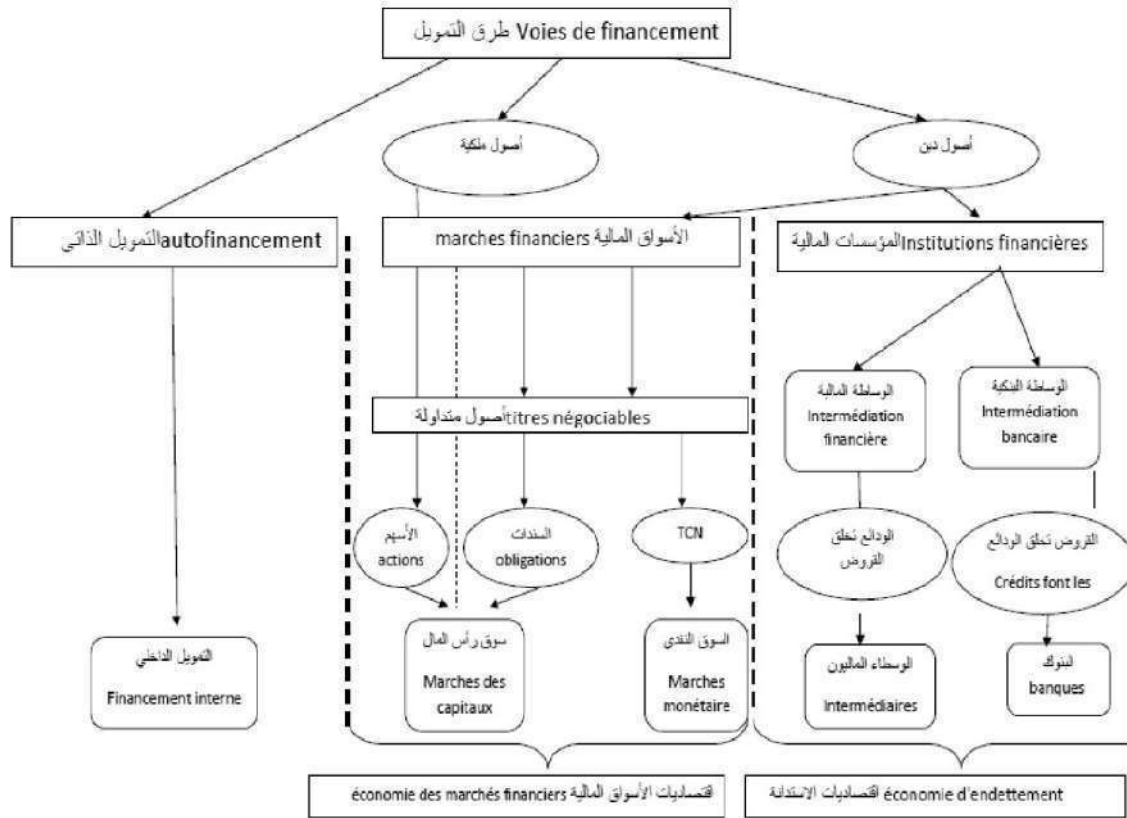 طرق التمويل Voies de financement
أصول ملكية
أصول دين
التمويل الذاتي autofinancement
marches financiers الأسواق المالية
المؤسسات المالية Institutions financières
الوساطة المالية
Intermédiation
financière
الوساطة البنكية
Intermédiation
bancaire
أصول متداولة titres négociables
الأسهم
actions
السندات
obligations
TCN
الودائع تخلق
القروض
القروض تخلق الودائع
Crédits font les
التمويل الداخلي
Financement interne
سوق رأس المال
Marches des
capitaux
السوق النقدي
Marches
monétaire
الوسطاء الماليون
Intermédiaires
البنوك
banques
économie des marchés financiers اقتصاديات الأسواق المالية
اقتصاديات الاستدانة économie d'endettement